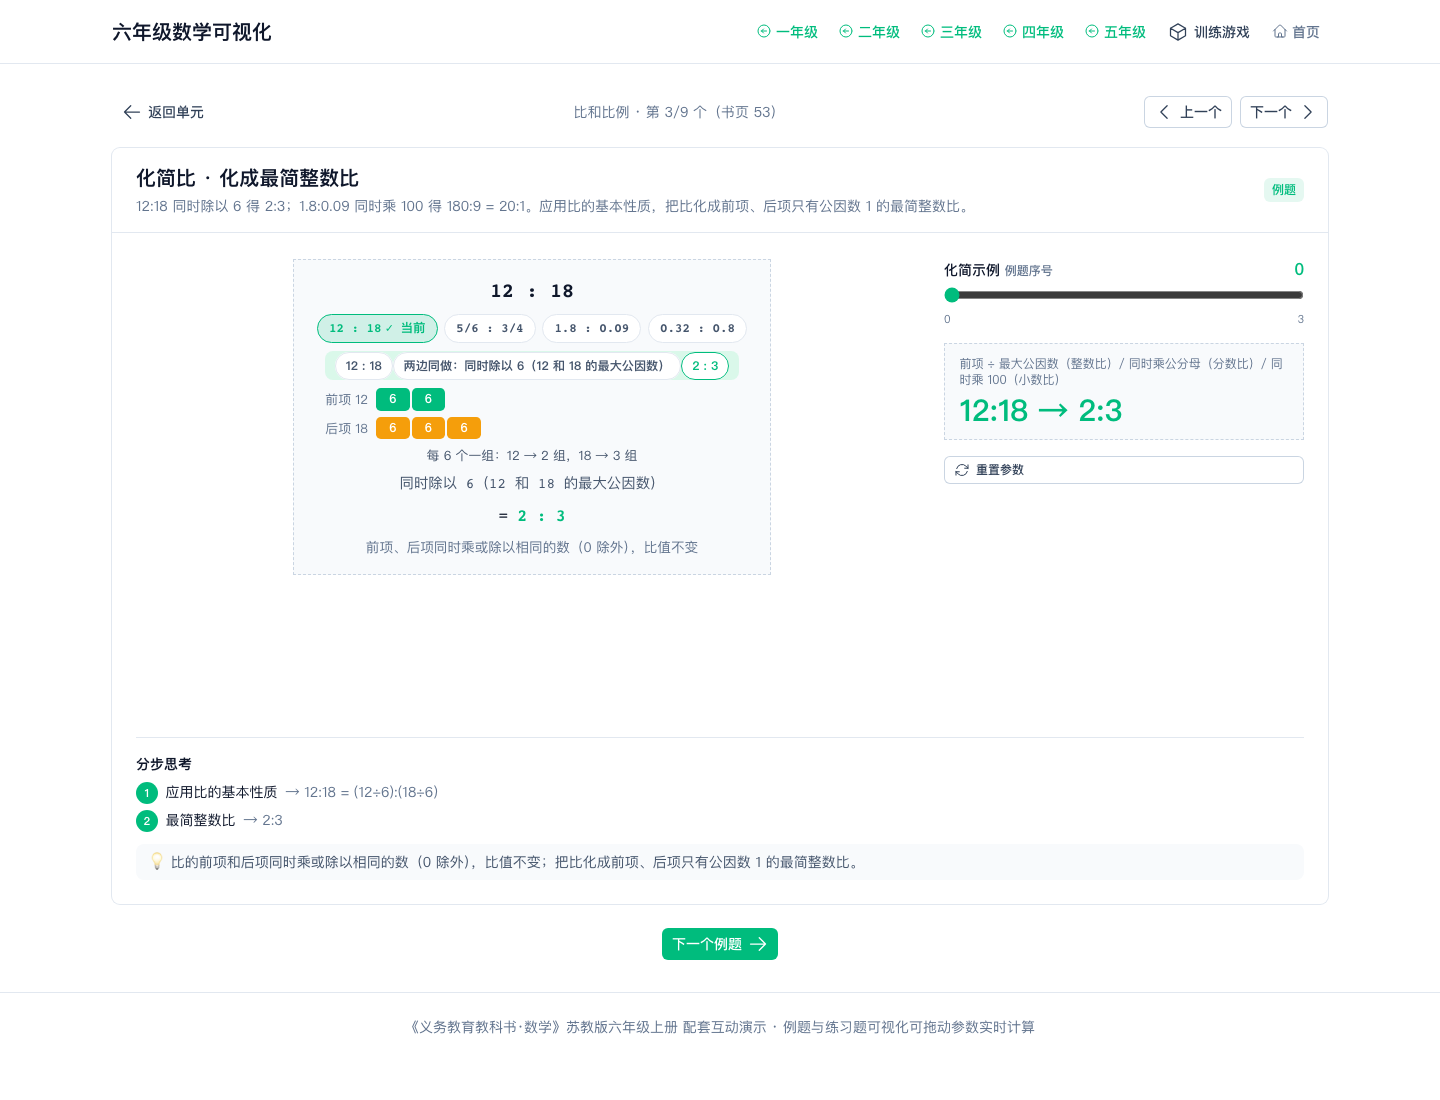 六年级数学可视化
一年级 二年级 三年级 四年级 五年级 训练游戏 首页
返回单元
比和比例 · 第 3/9 个（书页 53）
上一个 下一个
化简比 · 化成最简整数比
12:18 同时除以 6 得 2:3；1.8:0.09 同时乘 100 得 180:9 = 20:1。应用比的基本性质，把比化成前项、后项只有公因数 1 的最简整数比。
例题
12 : 18
12 : 18 ✓ 当前 5/6 : 3/4 1.8 : 0.09 0.32 : 0.8
12 : 18 两边同做：同时除以 6（12 和 18 的最大公因数） 2 : 3
前项 12 6 6
后项 18 6 6 6
每 6 个一组：12 → 2 组，18 → 3 组
同时除以 6（12 和 18 的最大公因数）
= 2 : 3
前项、后项同时乘或除以相同的数（0 除外），比值不变
化简示例 例题序号 0
0 3
前项 ÷ 最大公因数（整数比）/ 同时乘公分母（分数比）/ 同
时乘 100（小数比）
12:18 → 2:3
重置参数
分步思考
1 应用比的基本性质 → 12:18 = (12÷6):(18÷6)
2 最简整数比 → 2:3
💡 比的前项和后项同时乘或除以相同的数（0 除外），比值不变；把比化成前项、后项只有公因数 1 的最简整数比。
下一个例题 →
《义务教育教科书·数学》苏教版六年级上册 配套互动演示 · 例题与练习题可视化可拖动参数实时计算